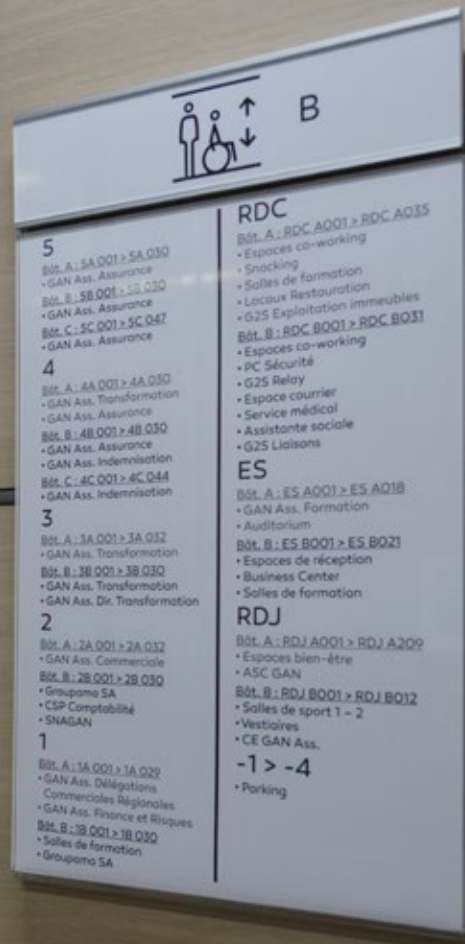 B
5
Bât. A : 5A 001 > 5A 030
• GAN Ass. Assurance
Bât. B : 5B 001 > 5B 030
• GAN Ass. Assurance
Bât. C : 5C 001 > 5C 047
• GAN Ass. Assurance
4
Bât. A : 4A 001 > 4A 030
• GAN Ass. Transformation
• GAN Ass. Assurance
Bât. B : 4B 001 > 4B 030
• GAN Ass. Assurance
• GAN Ass. Indemnisation
Bât. C : 4C 001 > 4C 044
• GAN Ass. Indemnisation
3
Bât. A : 3A 001 > 3A 032
• GAN Ass. Transformation
Bât. B : 3B 001 > 3B 030
• GAN Ass. Transformation
• GAN Ass. Dir. Transformation
2
Bât. A : 2A 001 > 2A 032
• GAN Ass. Commerciale
Bât. B : 2B 001 > 2B 030
• Groupama SA
• CSP Comptabilité
• SNAGAN
1
Bât. A : 1A 001 > 1A 029
• GAN Ass. Délégations
Commerciales Régionales
• GAN Ass. Finance et Risques
Bât. B : 1B 001 > 1B 030
• Salles de formation
• Groupama SA
RDC
Bât. A : RDC A001 > RDC A035
• Espaces co-working
• Snacking
• Salles de formation
• Locaux Restauration
• G2S Exploitation immeubles
Bât. B : RDC B001 > RDC B031
• Espaces co-working
• PC Sécurité
• G2S Relay
• Espace courrier
• Service médical
• Assistante sociale
• G2S Liaisons
ES
Bât. A : ES A001 > ES A018
• GAN Ass. Formation
• Auditorium
Bât. B : ES B001 > ES B021
• Espaces de réception
• Business Center
• Salles de formation
RDJ
Bât. A : RDJ A001 > RDJ A209
• Espaces bien-être
• ASC GAN
Bât. B : RDJ B001 > RDJ B012
• Salles de sport 1 – 2
• Vestiaires
• CE GAN Ass.
-1 > -4
• Parking